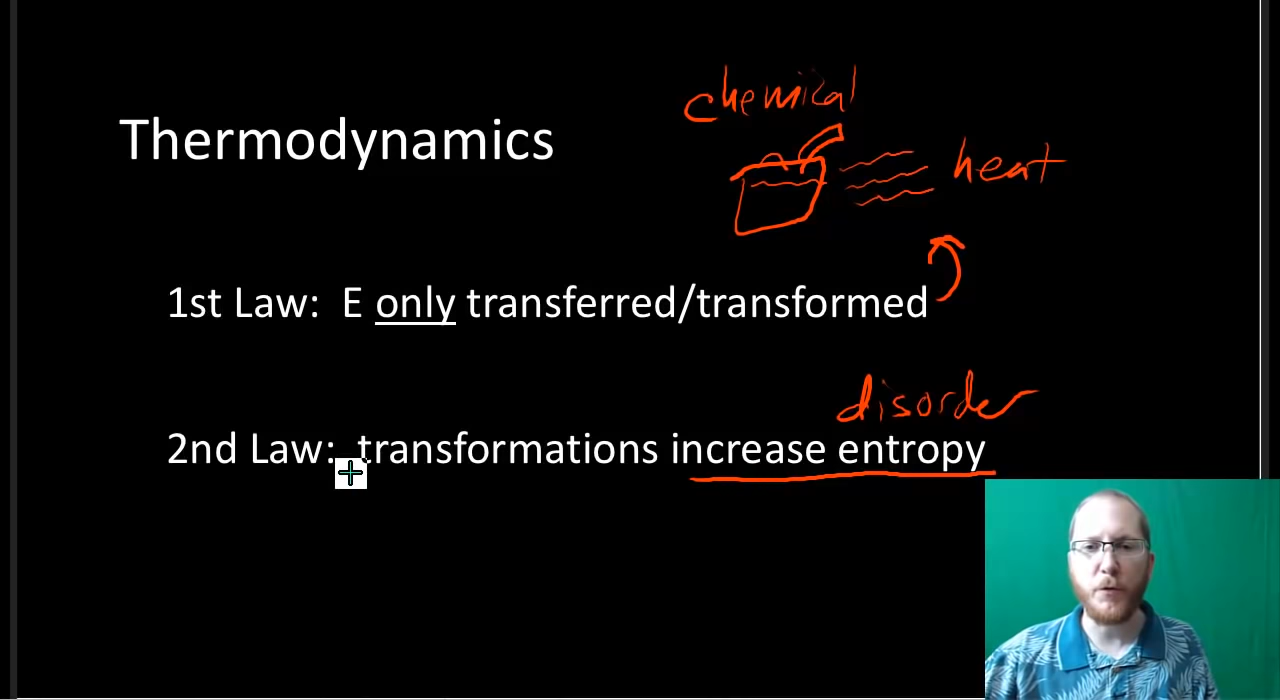 chemical
Thermodynamics
heat
1st Law: E only transferred/transformed
disorder
2nd Law: transformations increase entropy